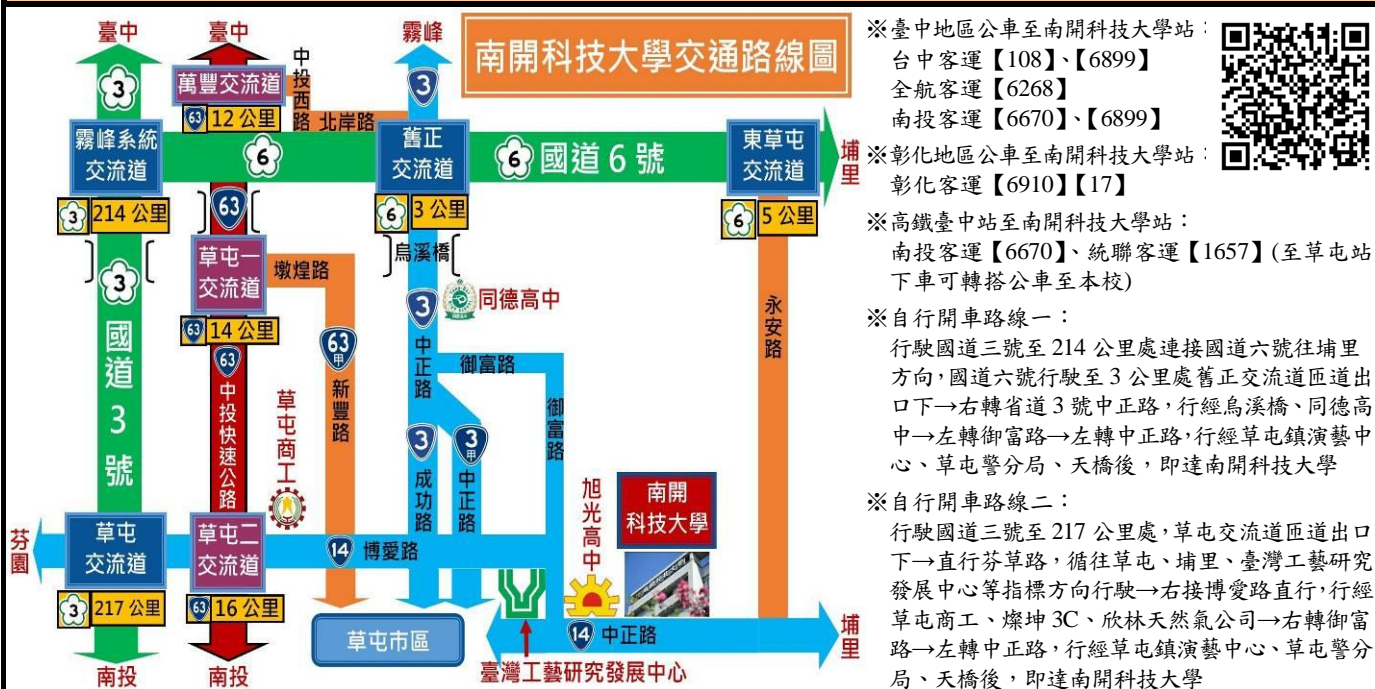 南開科技大學交通路線圖
臺中
臺中
霧峰
3
萬豐交流道
63 12 公里
中投西路
北岸路
3
霧峰系統
交流道
6
舊正
交流道
6 國道 6 號
東草屯
交流道
埔里
3 214 公里
63
6 3 公里
6 5 公里
烏溪橋
3
草屯一
交流道
墩煌路
63 14 公里
同德高中
3
國道3號
63
中投快速公路
草屯商工
63甲
新豐路
中正路
御富路
御富路
永安路
3
成功路
3甲
中正路
旭光高中
南開
科技大學
芬園
草屯
交流道
草屯二
交流道
14 博愛路
3 217 公里
63 16 公里
草屯市區
14 中正路
埔里
臺灣工藝研究發展中心
南投
南投
※臺中地區公車至南開科技大學站：
台中客運【108】、【6899】
全航客運【6268】
南投客運【6670】、【6899】
※彰化地區公車至南開科技大學站：
彰化客運【6910】【17】
※高鐵臺中站至南開科技大學站：
南投客運【6670】、統聯客運【1657】(至草屯站
下車可轉搭公車至本校)
※自行開車路線一：
行駛國道三號至 214 公里處連接國道六號往埔里
方向，國道六號行駛至 3 公里處舊正交流道匝道出
口下→右轉省道 3 號中正路，行經烏溪橋、同德高
中→左轉御富路→左轉中正路，行經草屯鎮演藝中
心、草屯警分局、天橋後，即達南開科技大學
※自行開車路線二：
行駛國道三號至 217 公里處，草屯交流道匝道出口
下→直行芬草路，循往草屯、埔里、臺灣工藝研究
發展中心等指標方向行駛→右接博愛路直行，行經
草屯商工、燦坤 3C、欣林天然氣公司→右轉御富
路→左轉中正路，行經草屯鎮演藝中心、草屯警分
局、天橋後，即達南開科技大學